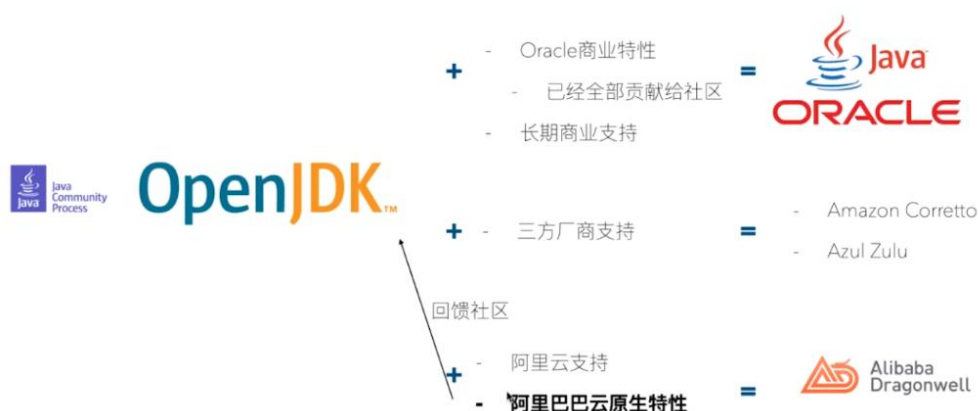 +
- Oracle商业特性
- 已经全部贡献给社区
- 长期商业支持
=
Java
ORACLE
Java
Java
Community
Process
OpenJDK™
+ - 三方厂商支持
=
- Amazon Corretto
- Azul Zulu
回馈社区
+
- 阿里云支持
- 阿里巴巴云原生特性
=
Alibaba
Dragonwell